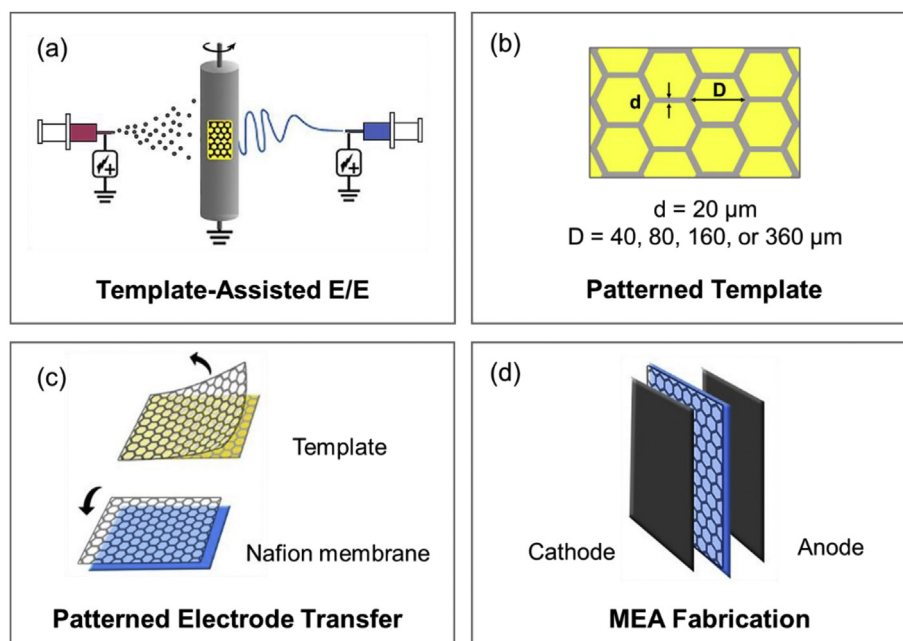 (a)
Template-Assisted E/E
(b)
d
D
d = 20 μm
D = 40, 80, 160, or 360 μm
Patterned Template
(c)
Template
Nafion membrane
Patterned Electrode Transfer
(d)
Cathode
Anode
MEA Fabrication